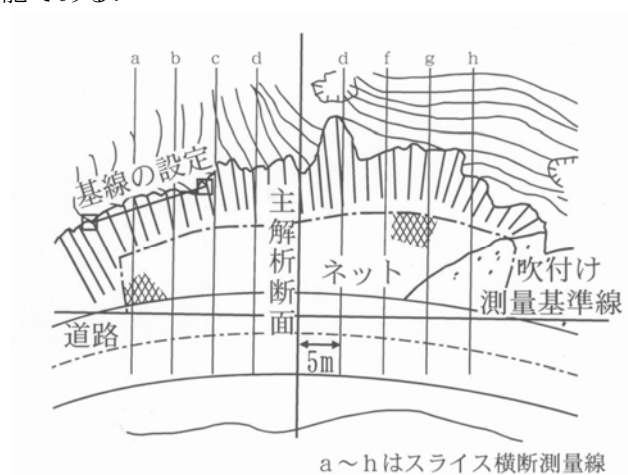 a b c d d f g h
基線の設定
主解析断面
ネット
吹付け
測量基準線
道路
5m
a〜hはスライス横断測量線